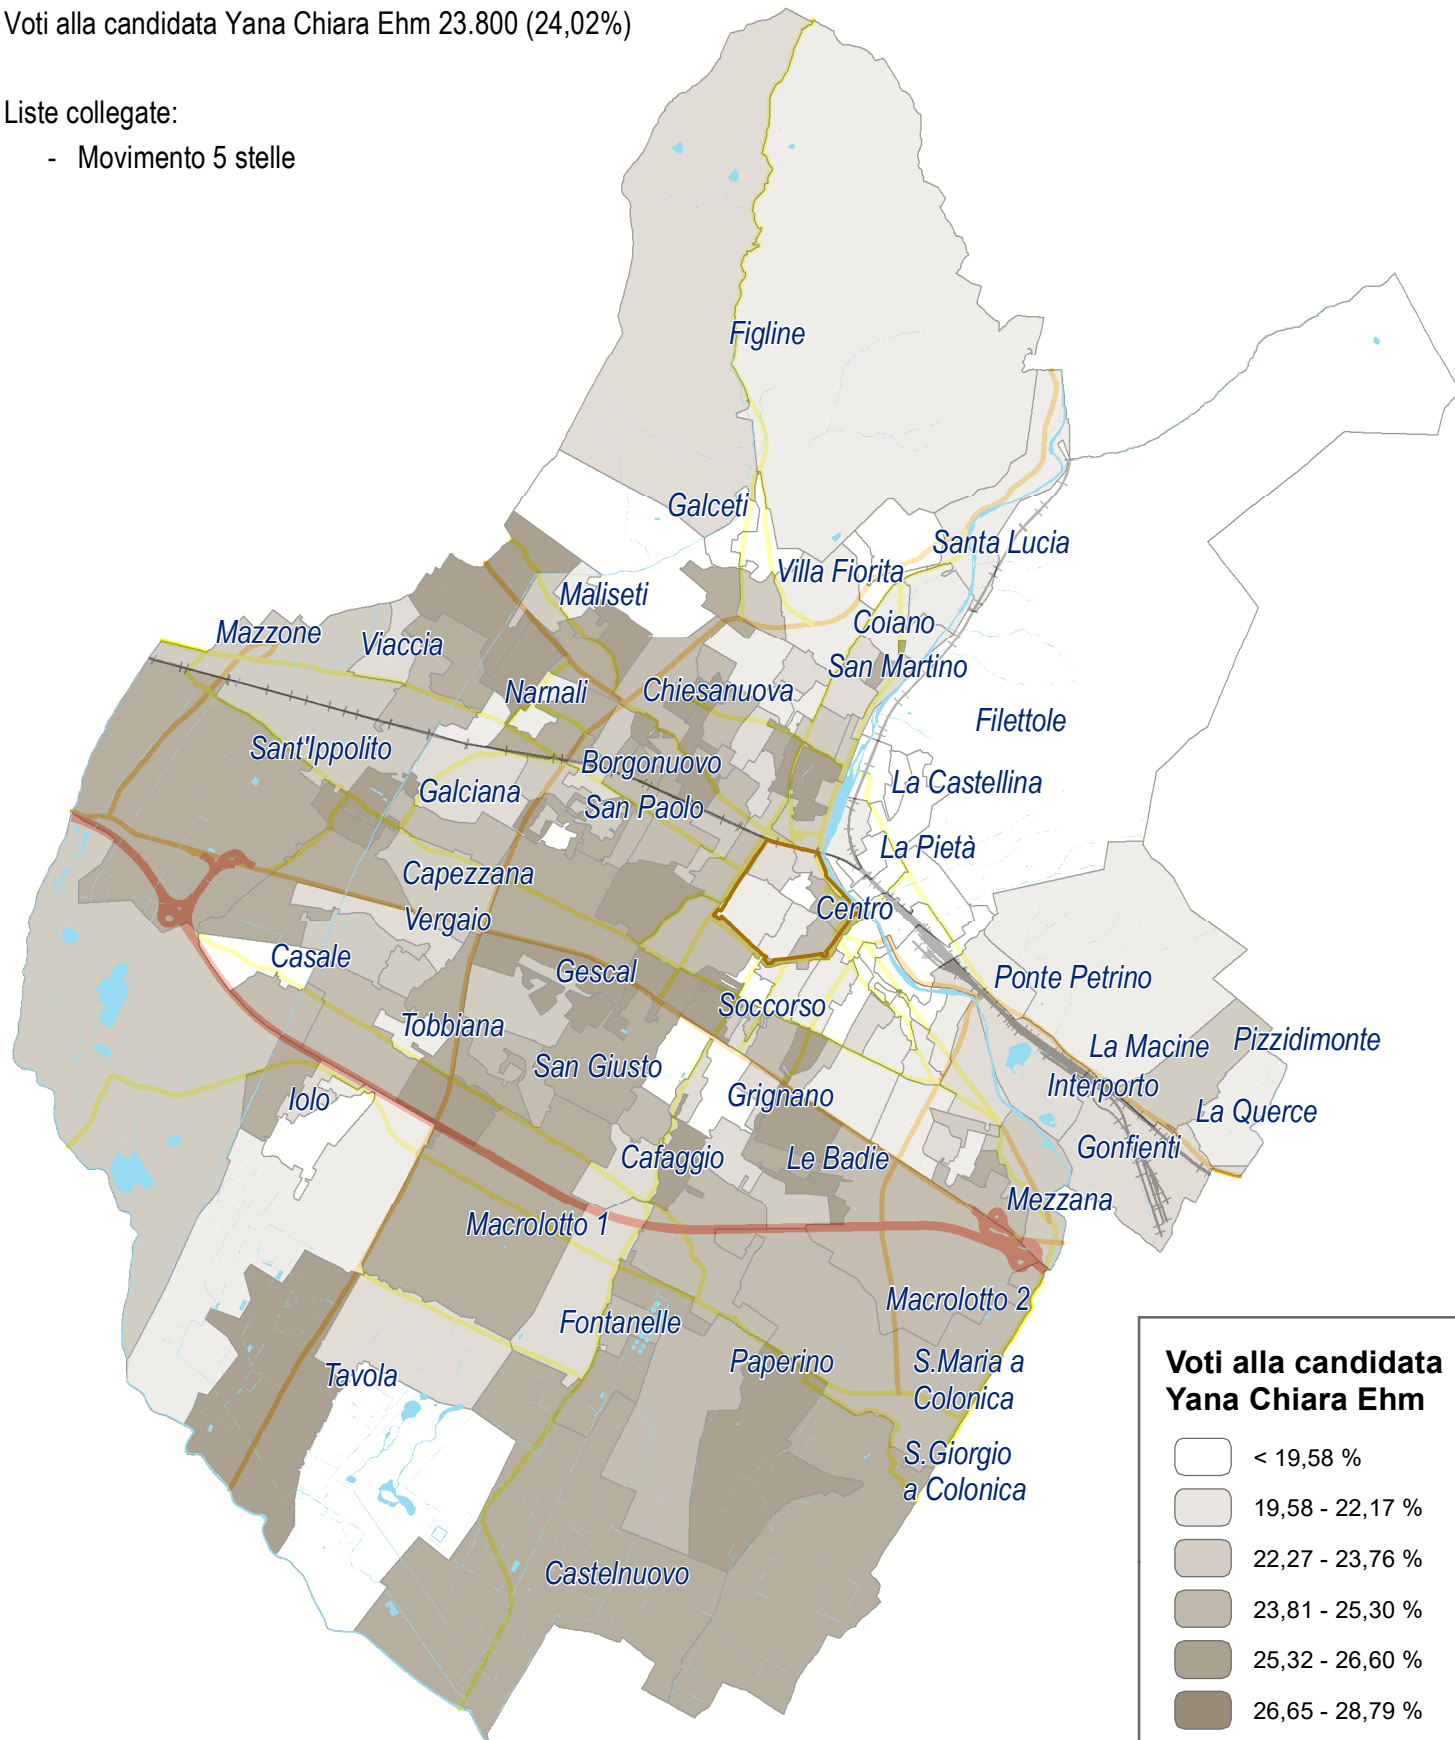 Voti alla candidata Yana Chiara Ehm 23.800 (24,02%)
Liste collegate:
- Movimento 5 stelle
Figline
Galceti
Santa Lucia
Villa Fiorita
Maliseti
Coiano
Mazzone
Viaccia
San Martino
Narnali
Chiesanuova
Filettole
Sant'Ippolito
Borgonuovo
La Castellina
Galciana
San Paolo
La Pietà
Capezzana
Centro
Vergaio
Casale
Gescal
Ponte Petrino
Soccorso
Tobbiana
La Macine
Pizzidimonte
San Giusto
Interporto
Iolo
Grignano
La Querce
Gonfienti
Cafaggio
Le Badie
Mezzana
Macrolotto 1
Macrolotto 2
Fontanelle
Paperino
S.Maria a
Colonica
Tavola
S.Giorgio
a Colonica
Castelnuovo
Voti alla candidata
Yana Chiara Ehm
< 19,58 %
19,58 - 22,17 %
22,27 - 23,76 %
23,81 - 25,30 %
25,32 - 26,60 %
26,65 - 28,79 %